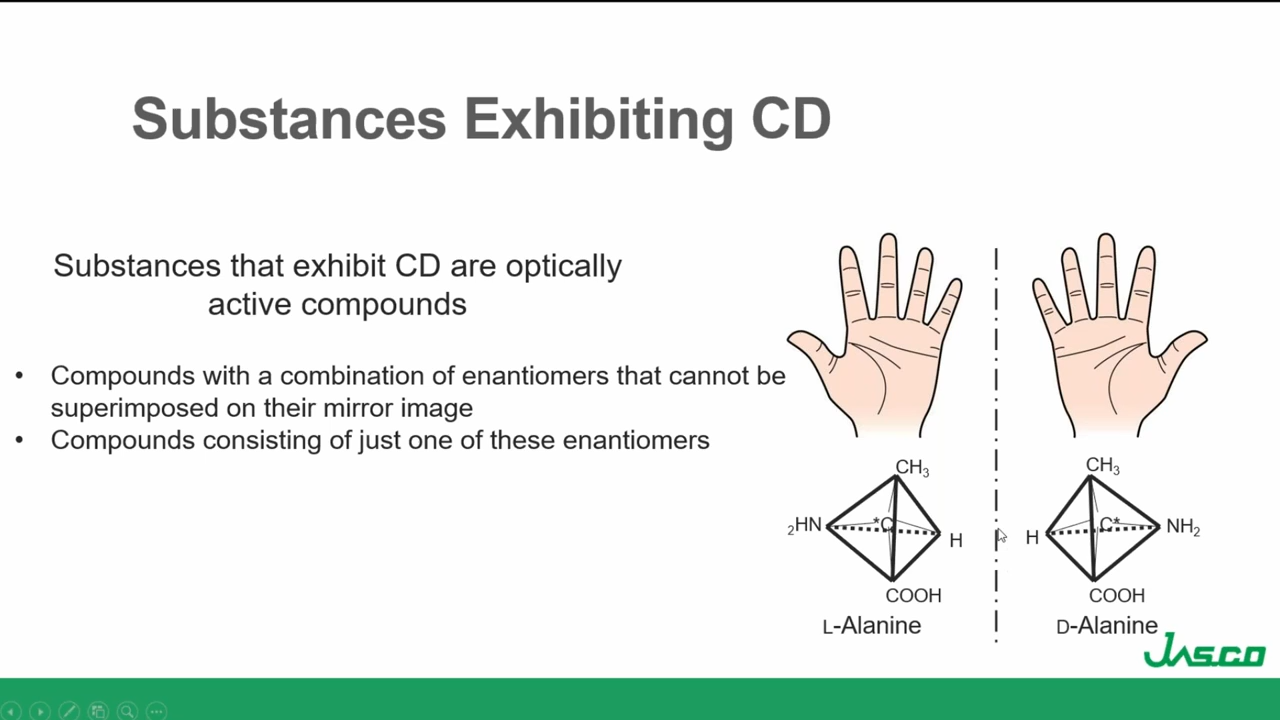 Substances Exhibiting CD
Substances that exhibit CD are optically
active compounds
• Compounds with a combination of enantiomers that cannot be
superimposed on their mirror image
• Compounds consisting of just one of these enantiomers
CH₃
₂HN
*C
H
COOH
L-Alanine
CH₃
H
C*
NH₂
COOH
D-Alanine
JASCO